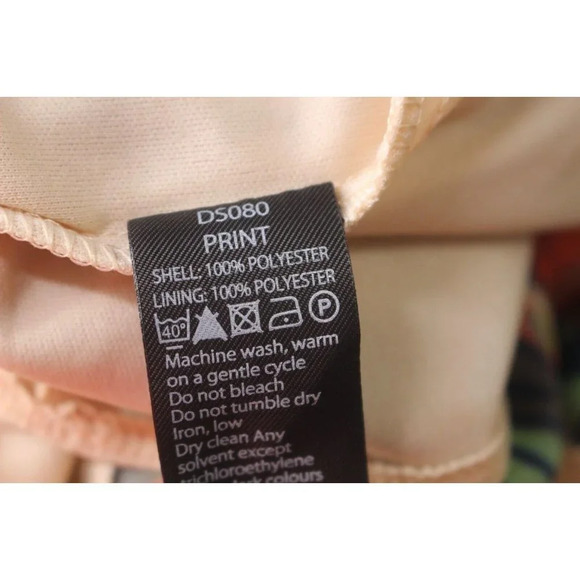 DS080
PRINT
SHELL: 100% POLYESTER
LINING: 100% POLYESTER
40° P
Machine wash, warm
on a gentle cycle
Do not bleach
Do not tumble dry
Iron, low
Dry clean Any
solvent except
trichloroethylene
colours